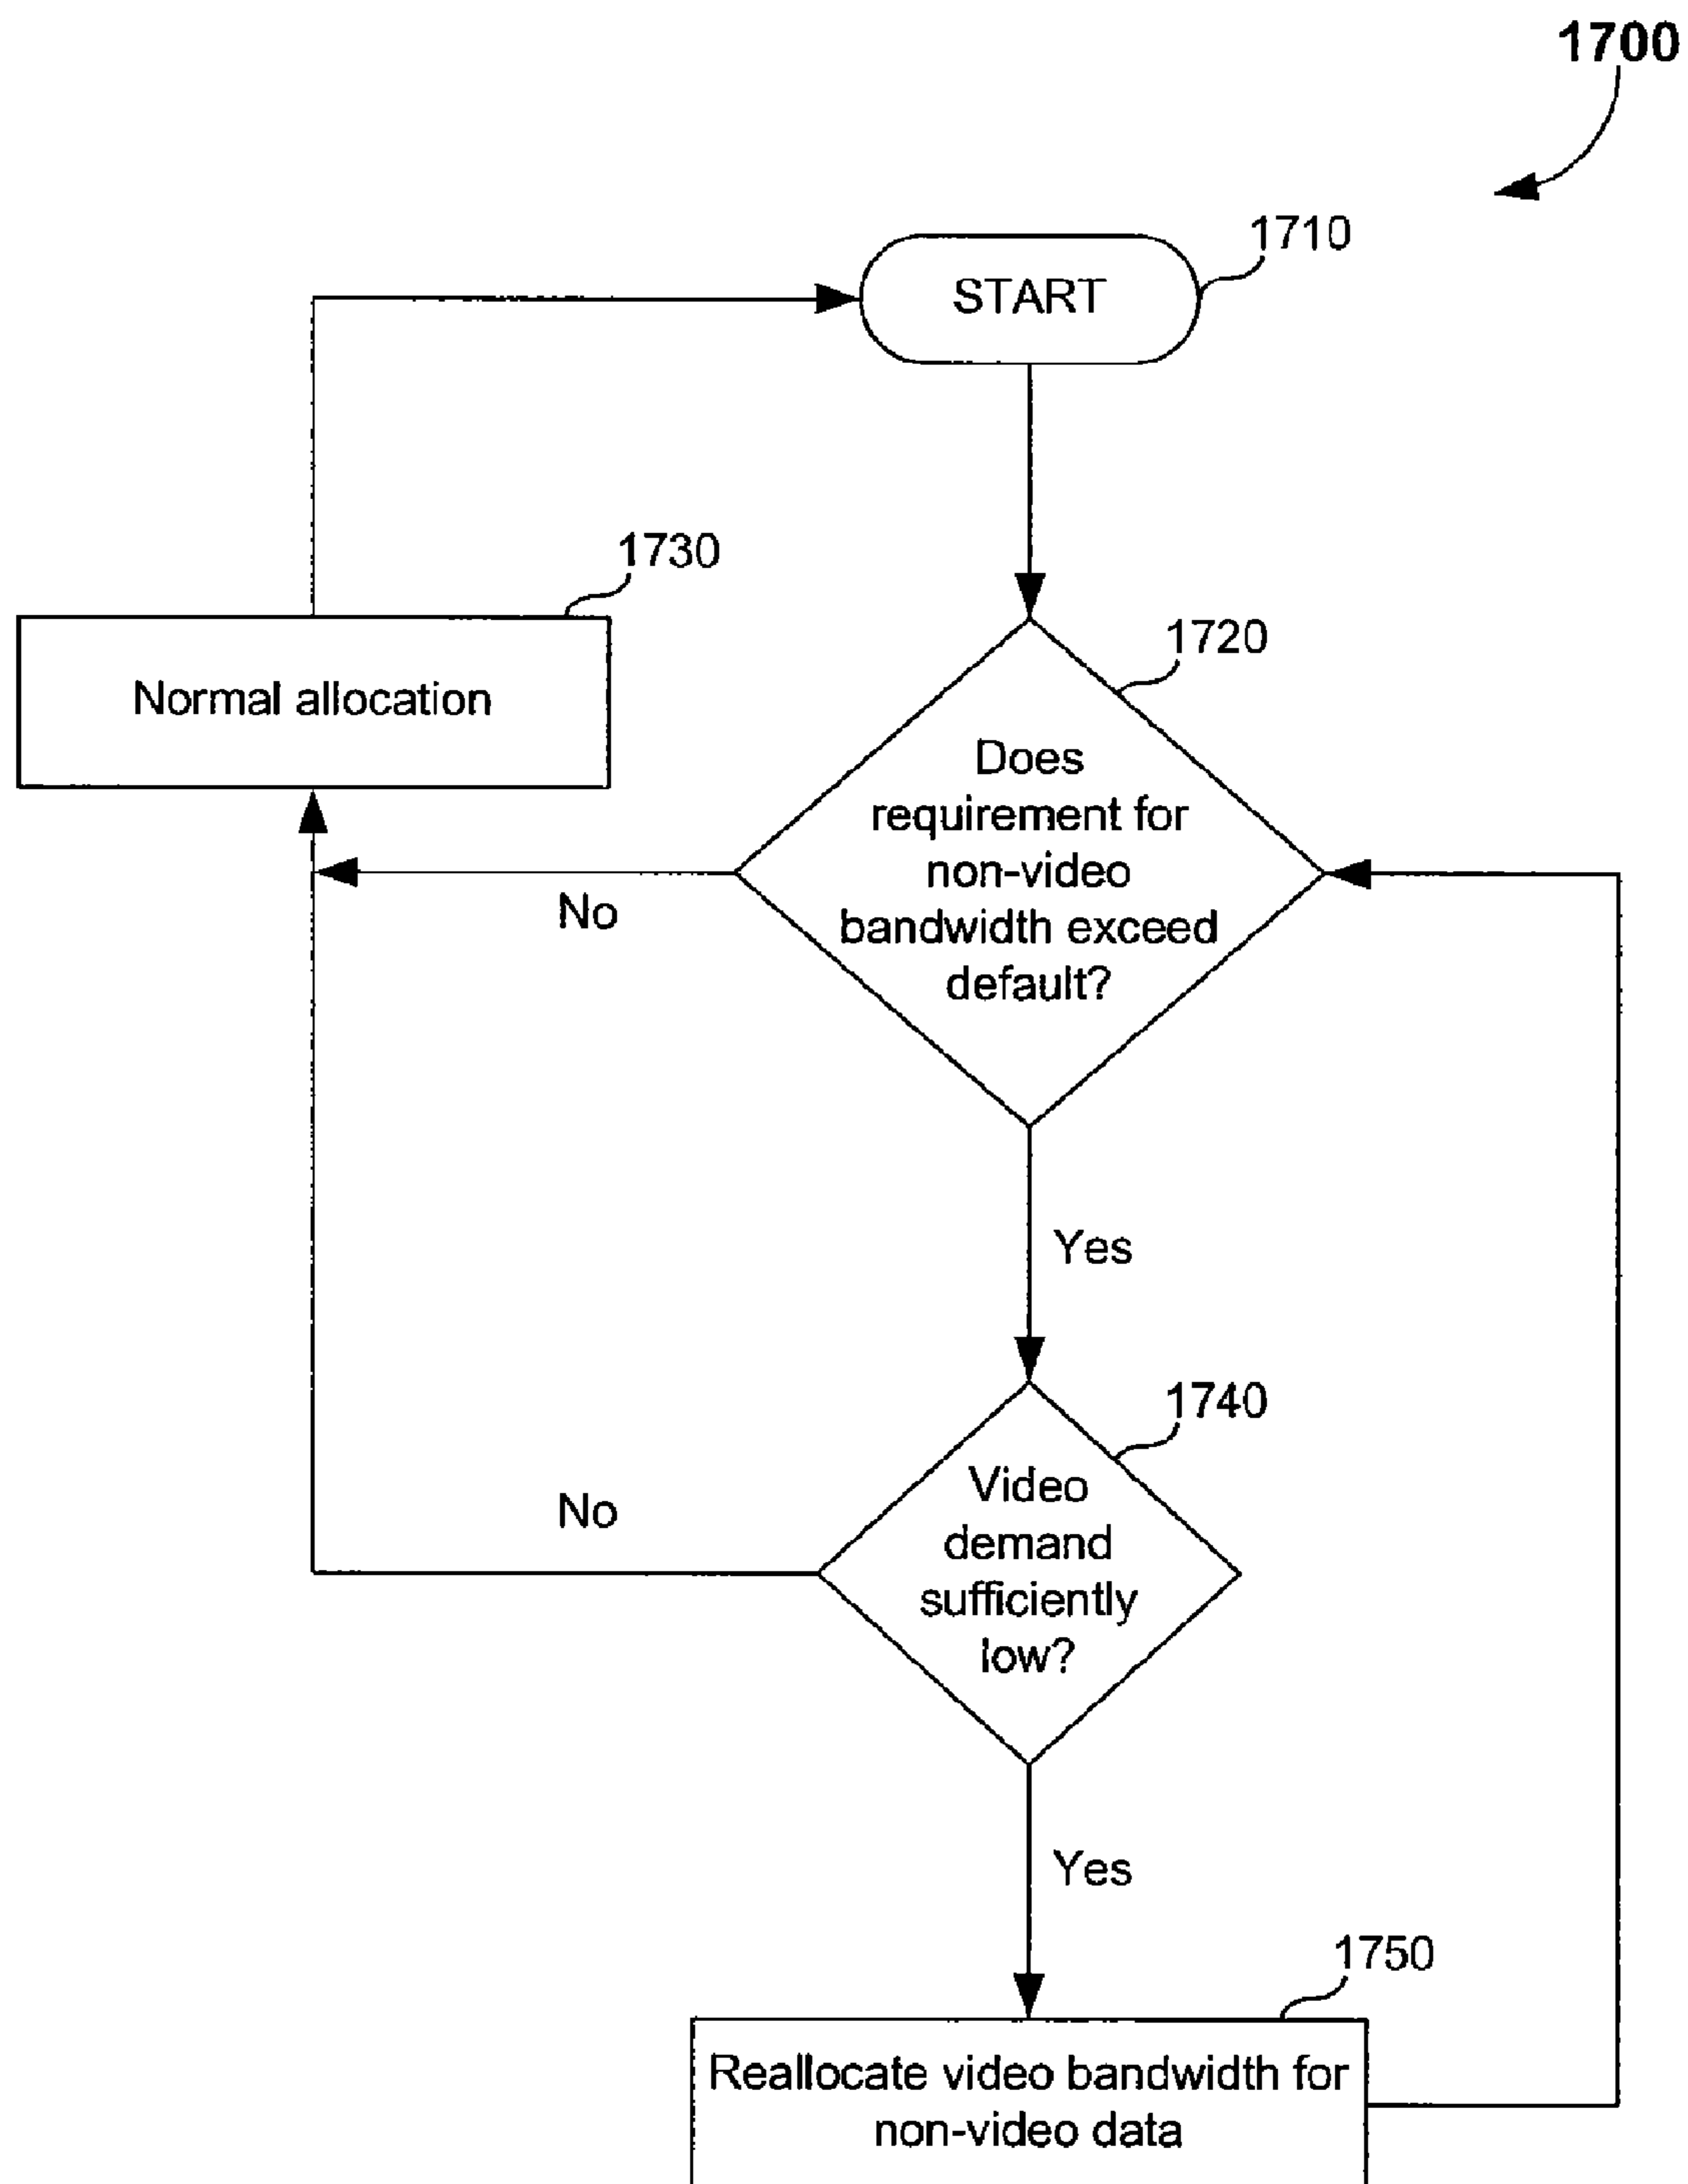 1700
1710
START
1730
Normal allocation
1720
Does
requirement for
non-video
bandwidth exceed
default?
No
Yes
1740
Video
demand
sufficiently
low?
No
Yes
1750
Reallocate video bandwidth for
non-video data